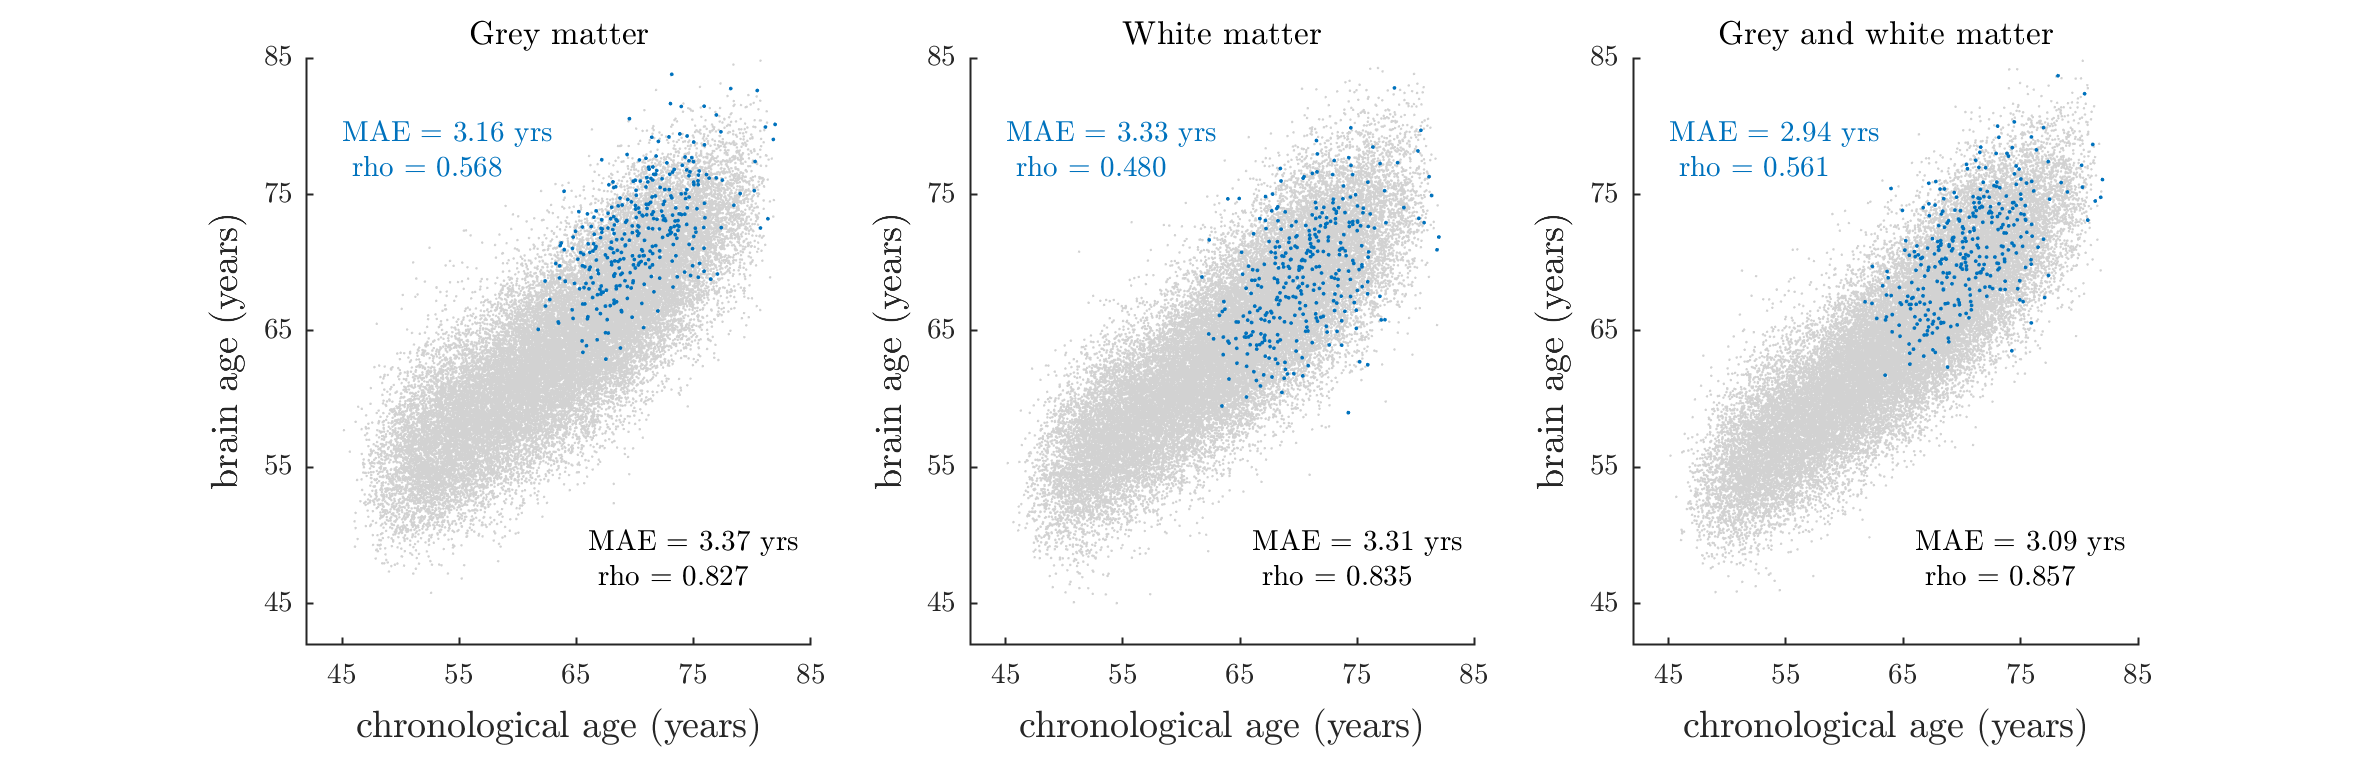 Grey matter
85
75
65
55
45
brain age (years)
MAE = 3.16 yrs
rho = 0.568
MAE = 3.37 yrs
rho = 0.827
45 55 65 75 85
chronological age (years)
White matter
85
75
65
55
45
brain age (years)
MAE = 3.33 yrs
rho = 0.480
MAE = 3.31 yrs
rho = 0.835
45 55 65 75 85
chronological age (years)
Grey and white matter
85
75
65
55
45
brain age (years)
MAE = 2.94 yrs
rho = 0.561
MAE = 3.09 yrs
rho = 0.857
45 55 65 75 85
chronological age (years)